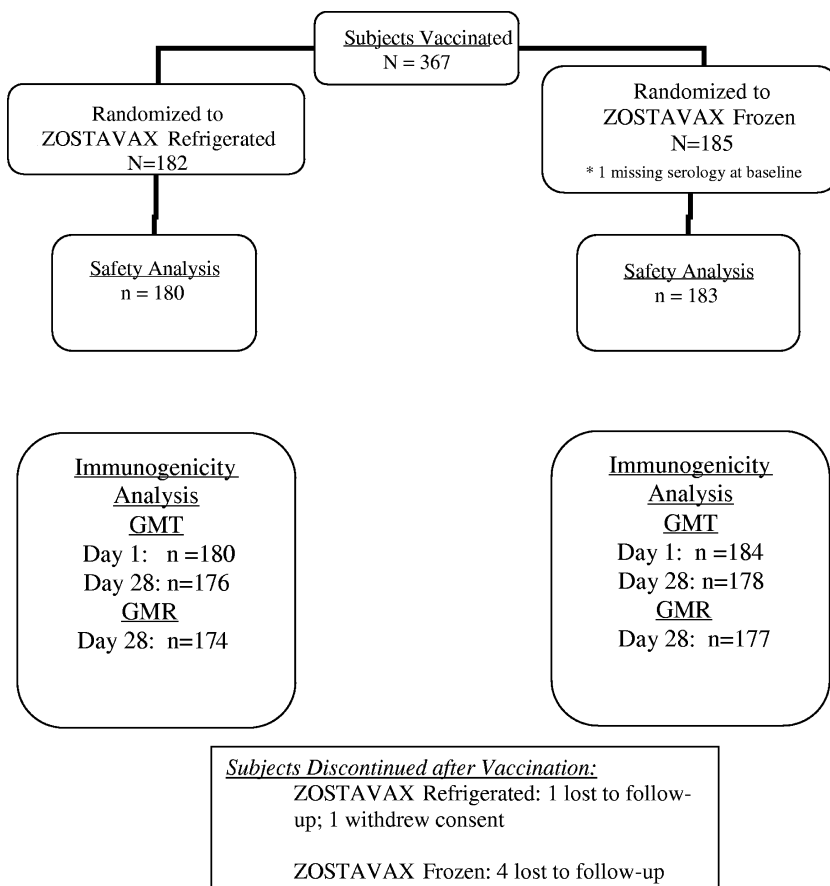 Subjects Vaccinated
N = 367
Randomized to
ZOSTAVAX Refrigerated
N=182
Randomized to
ZOSTAVAX Frozen
N=185
* 1 missing serology at baseline
Safety Analysis
n = 180
Safety Analysis
n = 183
Immunogenicity
Analysis
GMT
Day 1: n =180
Day 28: n=176
GMR
Day 28: n=174
Immunogenicity
Analysis
GMT
Day 1: n =184
Day 28: n=178
GMR
Day 28: n=177
Subjects Discontinued after Vaccination:
ZOSTAVAX Refrigerated: 1 lost to follow-
up; 1 withdrew consent
ZOSTAVAX Frozen: 4 lost to follow-up